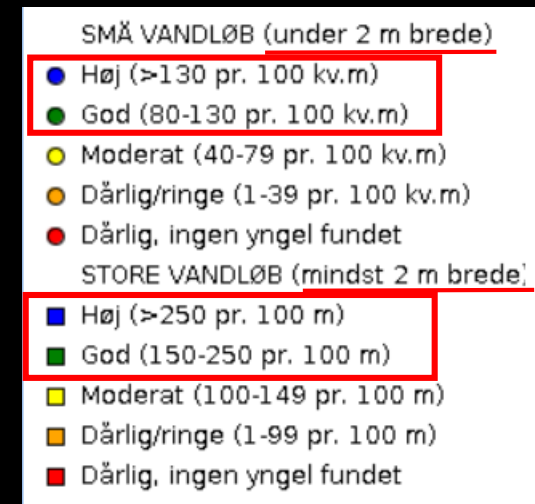 SMÅ VANDLØB (under 2 m brede)
Høj (>130 pr. 100 kv.m)
God (80-130 pr. 100 kv.m)
Moderat (40-79 pr. 100 kv.m)
Dårlig/ringe (1-39 pr. 100 kv.m)
Dårlig, ingen yngel fundet
STORE VANDLØB (mindst 2 m brede)
Høj (>250 pr. 100 m)
God (150-250 pr. 100 m)
Moderat (100-149 pr. 100 m)
Dårlig/ringe (1-99 pr. 100 m)
Dårlig, ingen yngel fundet